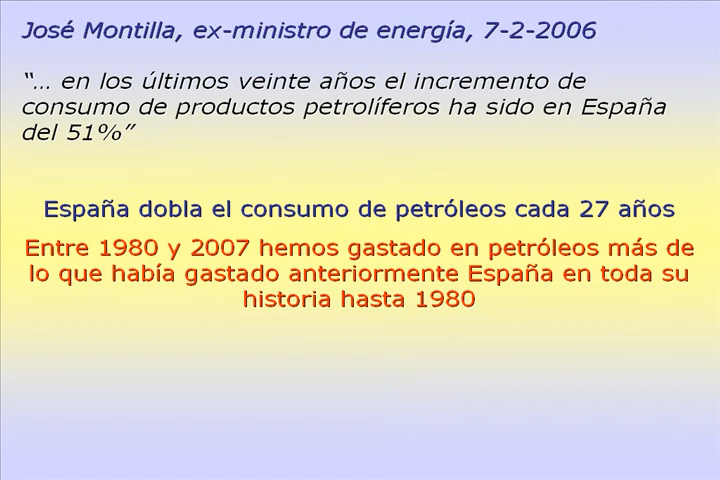 José Montilla, ex-ministro de energía, 7-2-2006
“… en los últimos veinte años el incremento de
consumo de productos petrolíferos ha sido en España
del 51%”
España dobla el consumo de petróleos cada 27 años
Entre 1980 y 2007 hemos gastado en petróleos más de
lo que había gastado anteriormente España en toda su
historia hasta 1980